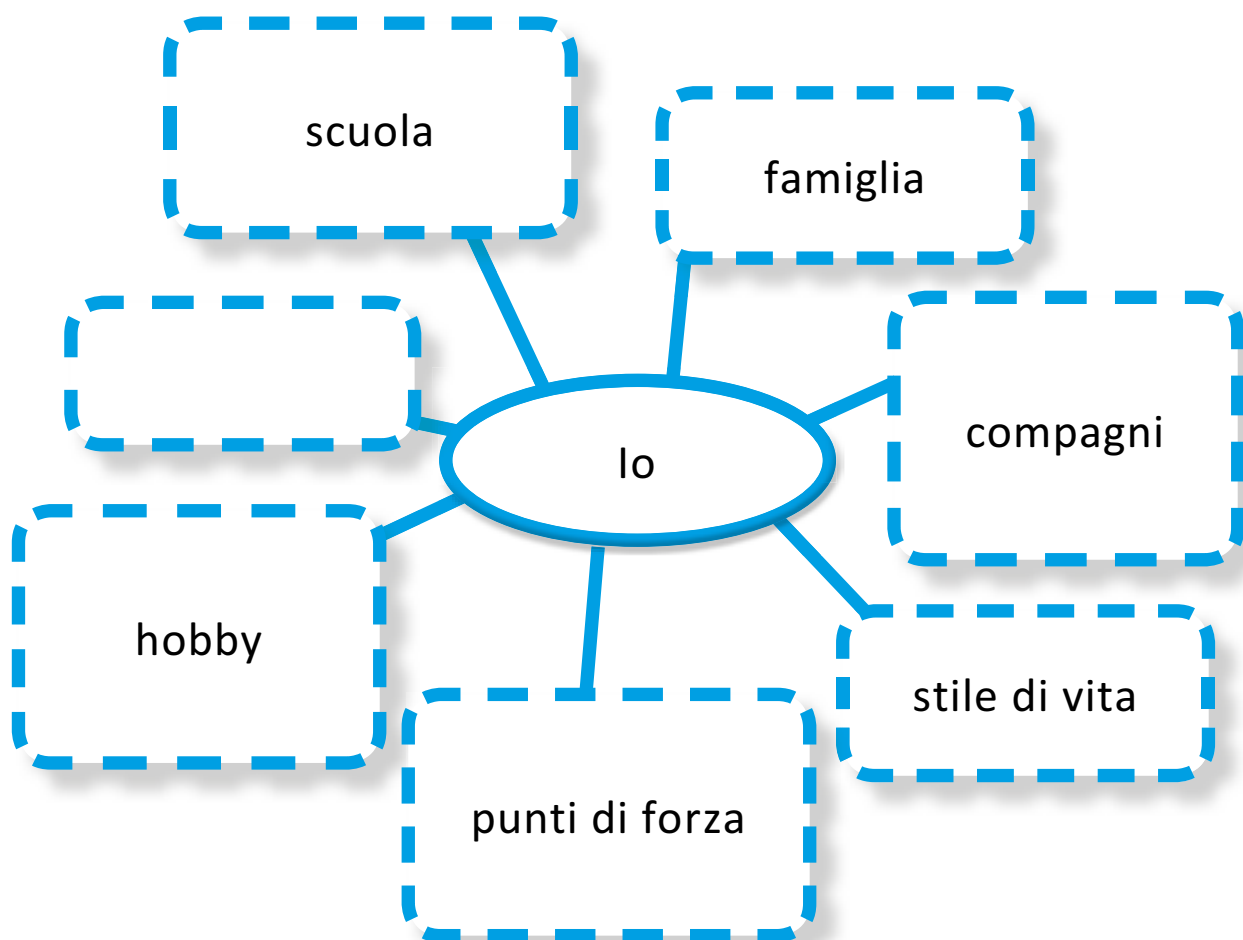 scuola
famiglia
compagni
Io
hobby
stile di vita
punti di forza